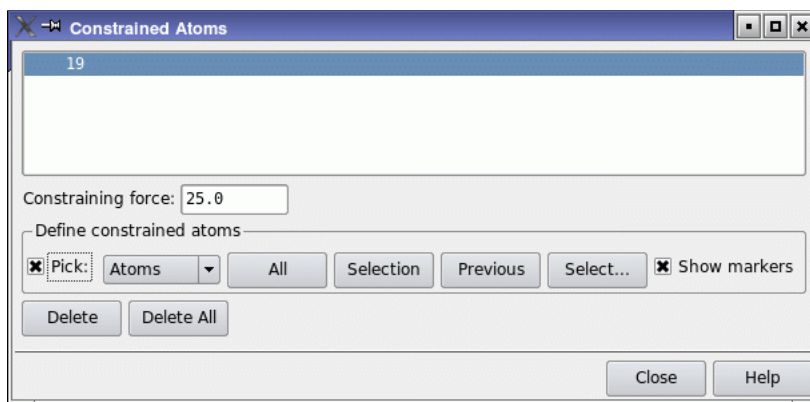 Constrained Atoms
19
Constraining force: 25.0
Define constrained atoms
Pick: Atoms All Selection Previous Select... Show markers
Delete Delete All
Close Help